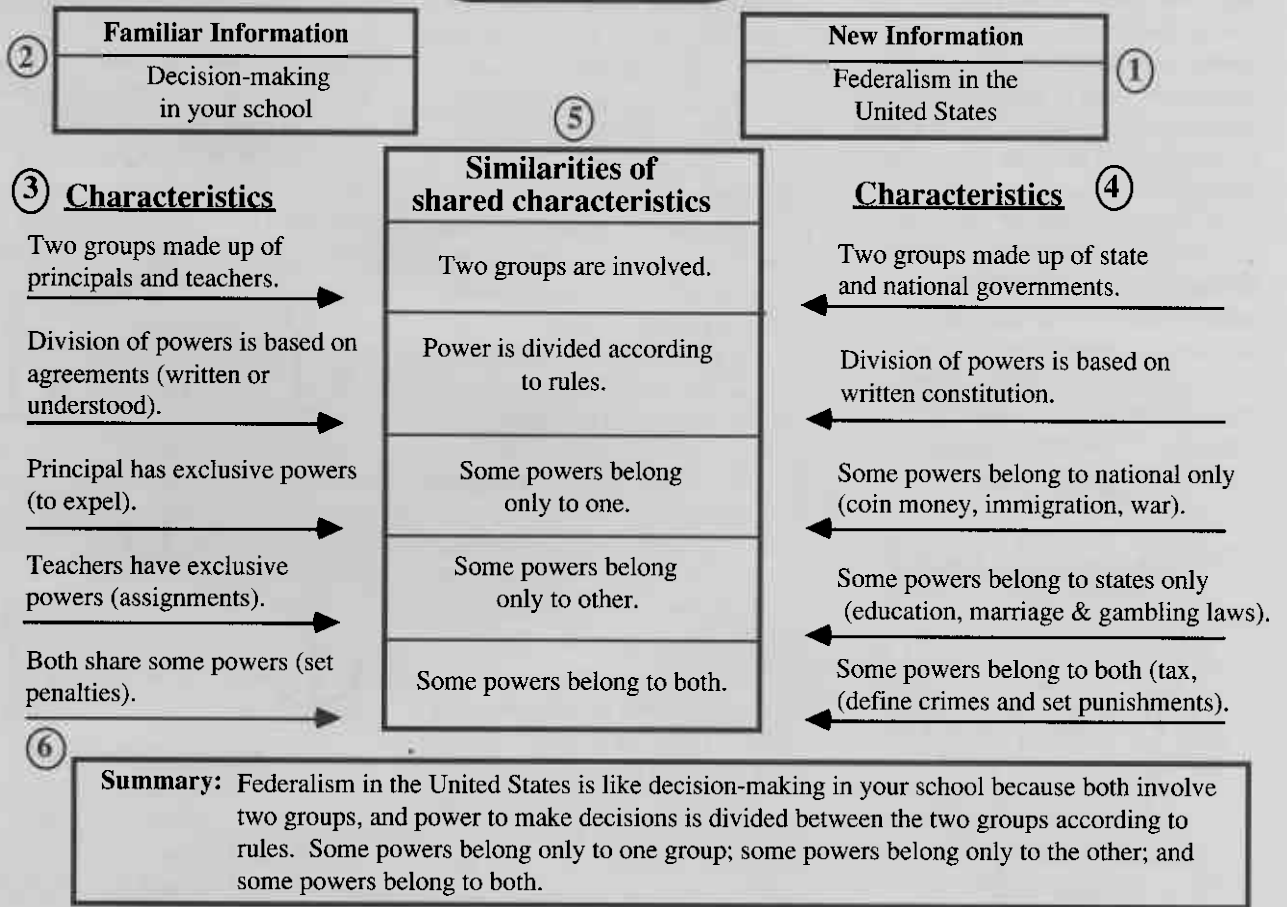 2
Familiar Information
Decision-making
in your school
New Information
Federalism in the
United States
1
5
3 Characteristics
Two groups made up of
principals and teachers.
Division of powers is based on
agreements (written or
understood).
Principal has exclusive powers
(to expel).
Teachers have exclusive
powers (assignments).
Both share some powers (set
penalties).
Similarities of
shared characteristics
Two groups are involved.
Power is divided according
to rules.
Some powers belong
only to one.
Some powers belong
only to other.
Some powers belong to both.
Characteristics 4
Two groups made up of state
and national governments.
Division of powers is based on
written constitution.
Some powers belong to national only
(coin money, immigration, war).
Some powers belong to states only
(education, marriage & gambling laws).
Some powers belong to both (tax,
(define crimes and set punishments).
6
Summary: Federalism in the United States is like decision-making in your school because both involve
two groups, and power to make decisions is divided between the two groups according to
rules. Some powers belong only to one group; some powers belong only to the other; and
some powers belong to both.